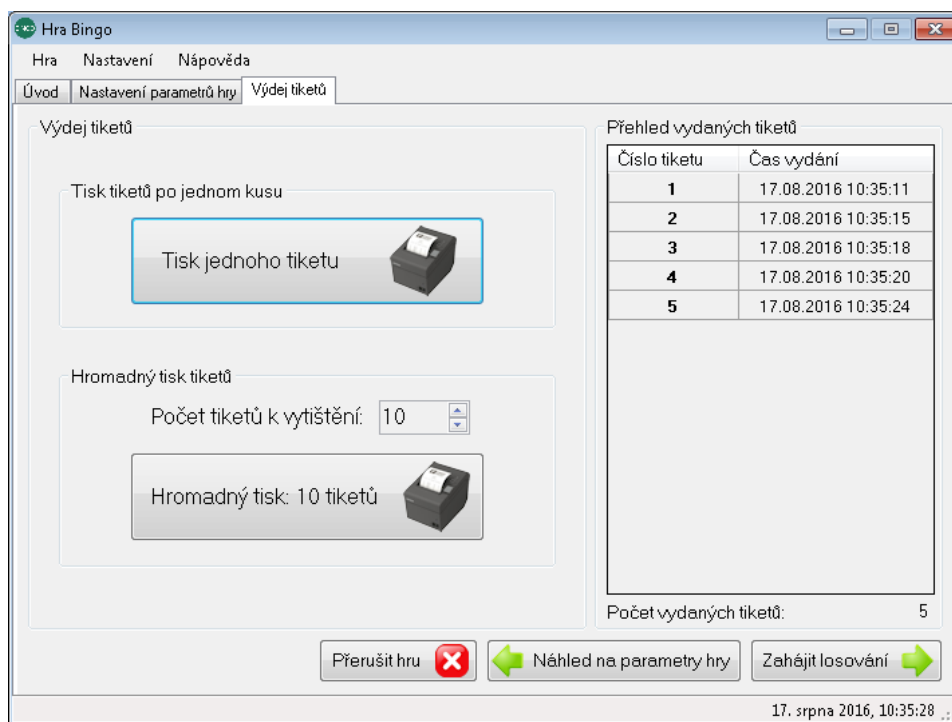 Hra Bingo
Hra Nastavení Nápověda
Úvod Nastavení parametrů hry Výdej tiketů
Výdej tiketů
Tisk tiketů po jednom kusu
Tisk jednoho tiketu
Hromadný tisk tiketů
Počet tiketů k vytištění: 10
Hromadný tisk: 10 tiketů
Přehled vydaných tiketů
Číslo tiketu Čas vydání
1 17.08.2016 10:35:11
2 17.08.2016 10:35:15
3 17.08.2016 10:35:18
4 17.08.2016 10:35:20
5 17.08.2016 10:35:24
Počet vydaných tiketů: 5
Přerušit hru Náhled na parametry hry Zahájit losování
17. srpna 2016, 10:35:28